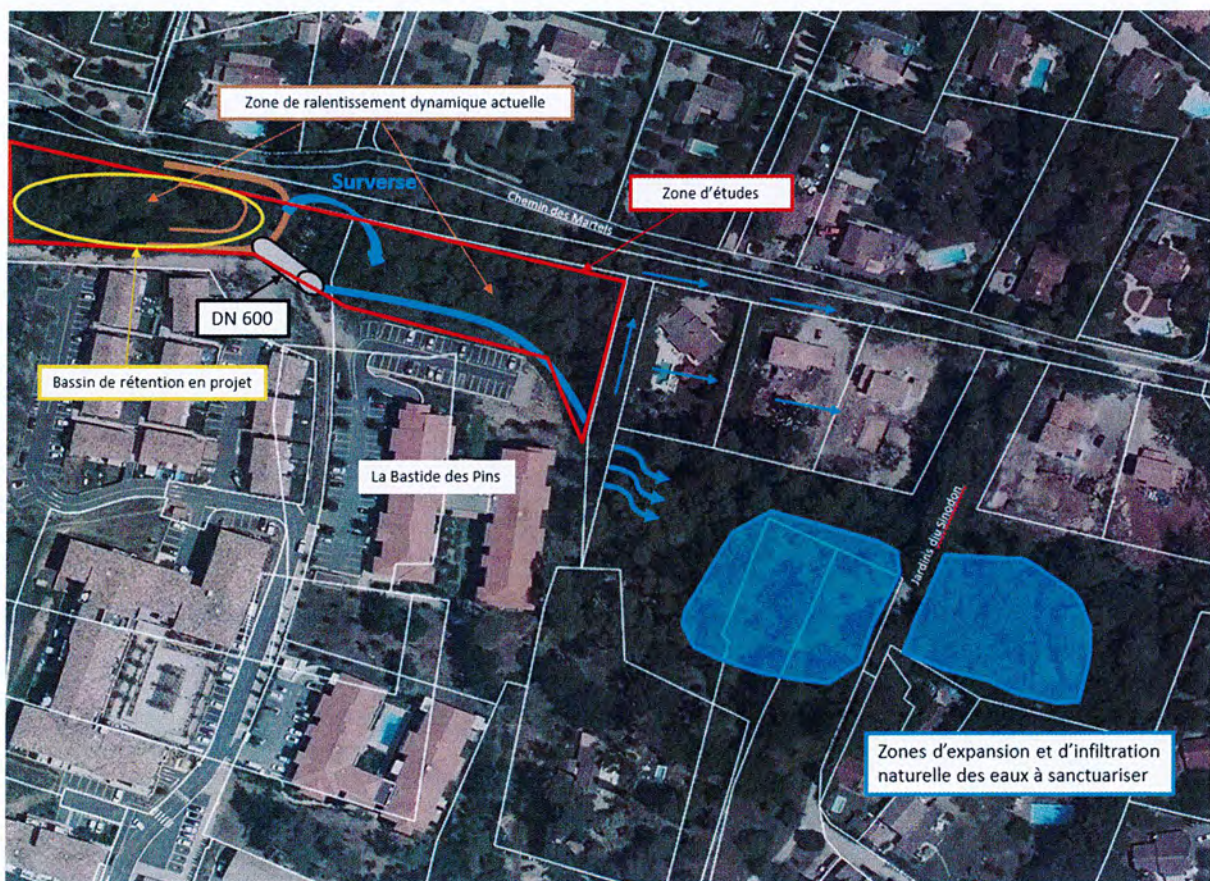 Zone de ralentissement dynamique actuelle
Surverse
Zone d'études
Chemin des Martels
DN 600
Bassin de rétention en projet
La Bastide des Pins
Jardins diu Sinodon
Zones d'expansion et d'infiltration
naturelle des eaux à sanctuariser